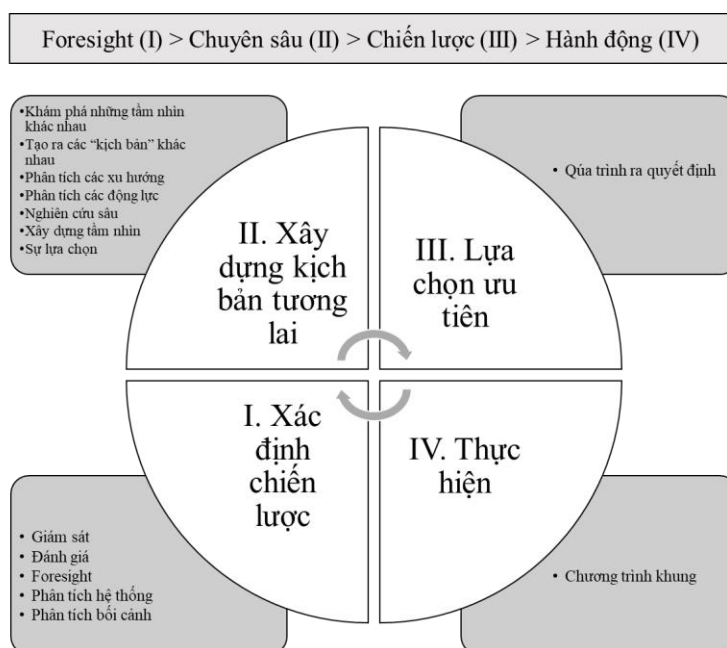 Foresight (I) > Chuyên sâu (II) > Chiến lược (III) > Hành động (IV)
•Khám phá những tầm nhìn
khác nhau
•Tạo ra các “kịch bản” khác
nhau
•Phân tích các xu hướng
•Phân tích các động lực
•Nghiên cứu sâu
•Xây dựng tầm nhìn
•Sự lựa chọn
• Qúa trình ra quyết định
II. Xây
dựng kịch
bản tương
lai
III. Lựa
chọn ưu
tiên
I. Xác
định
chiến
lược
IV. Thực
hiện
• Giám sát
• Đánh giá
• Foresight
• Phân tích hệ thống
• Phân tích bối cảnh
• Chương trình khung